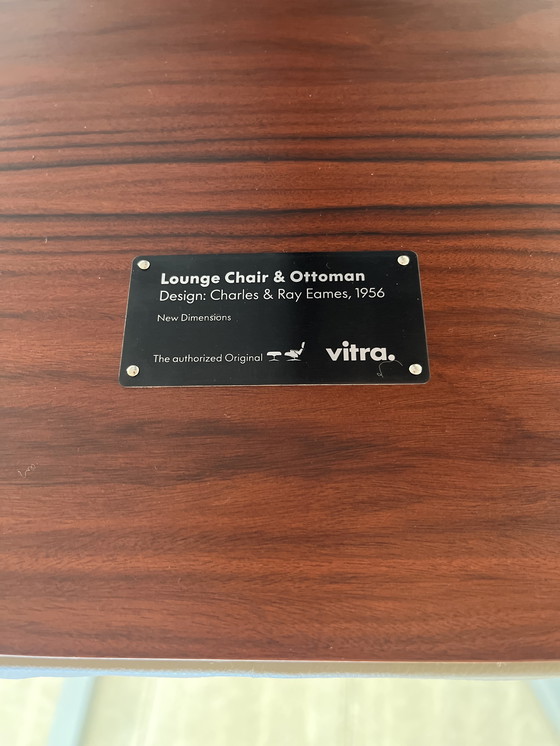 Lounge Chair & Ottoman
Design: Charles & Ray Eames, 1956
New Dimensions
The authorized Original vitra.